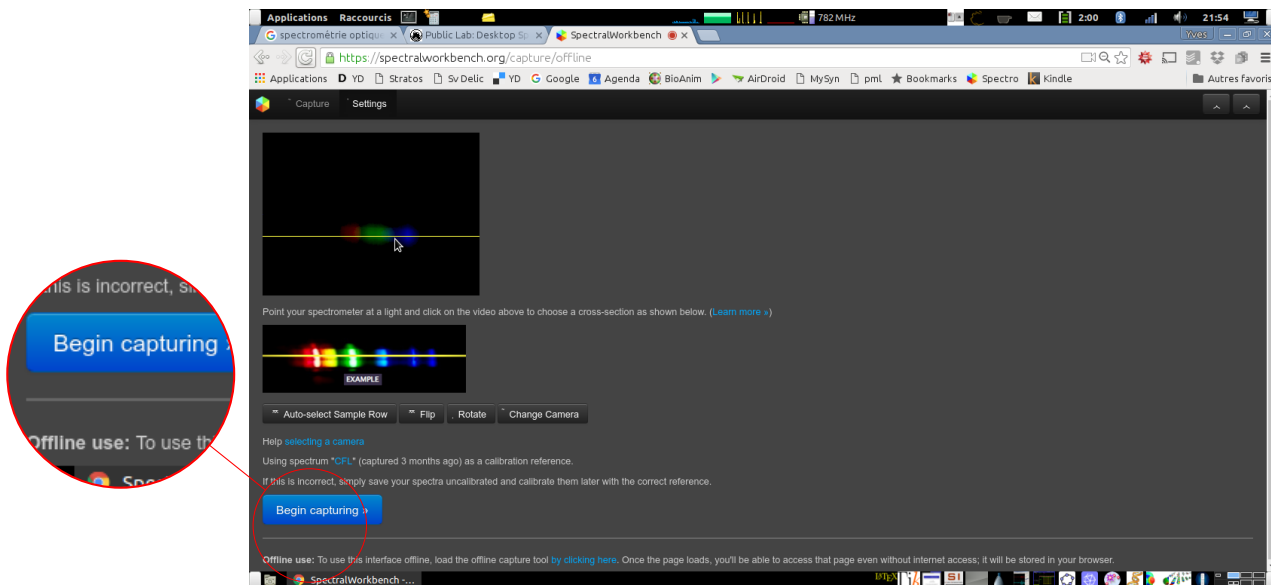 Applications Raccourcis 782 MHz 2:00 21:54
spectrométrie optique Public Lab: Desktop Sp SpectralWorkbench Yves
https://spectralworkbench.org/capture/offline
Applications D YD Stratos Sv Delic YD G Google 6 Agenda BioAnim AirDroid MySyn pml Bookmarks Spectro Kindle Autres favoris
Capture Settings
Point your spectrometer at a light and click on the video above to choose a cross-section as shown below. (Learn more »)
EXAMPLE
Auto-select Sample Row Flip Rotate Change Camera
Help selecting a camera
Using spectrum "CFL" (captured 3 months ago) as a calibration reference.
If this is incorrect, simply save your spectra uncalibrated and calibrate them later with the correct reference.
Begin capturing »
Offline use: To use this interface offline, load the offline capture tool by clicking here. Once the page loads, you'll be able to access that page even without internet access; it will be stored in your browser.
SpectralWorkbench -...
this is incorrect, si
Begin capturing »
Offline use: To use th